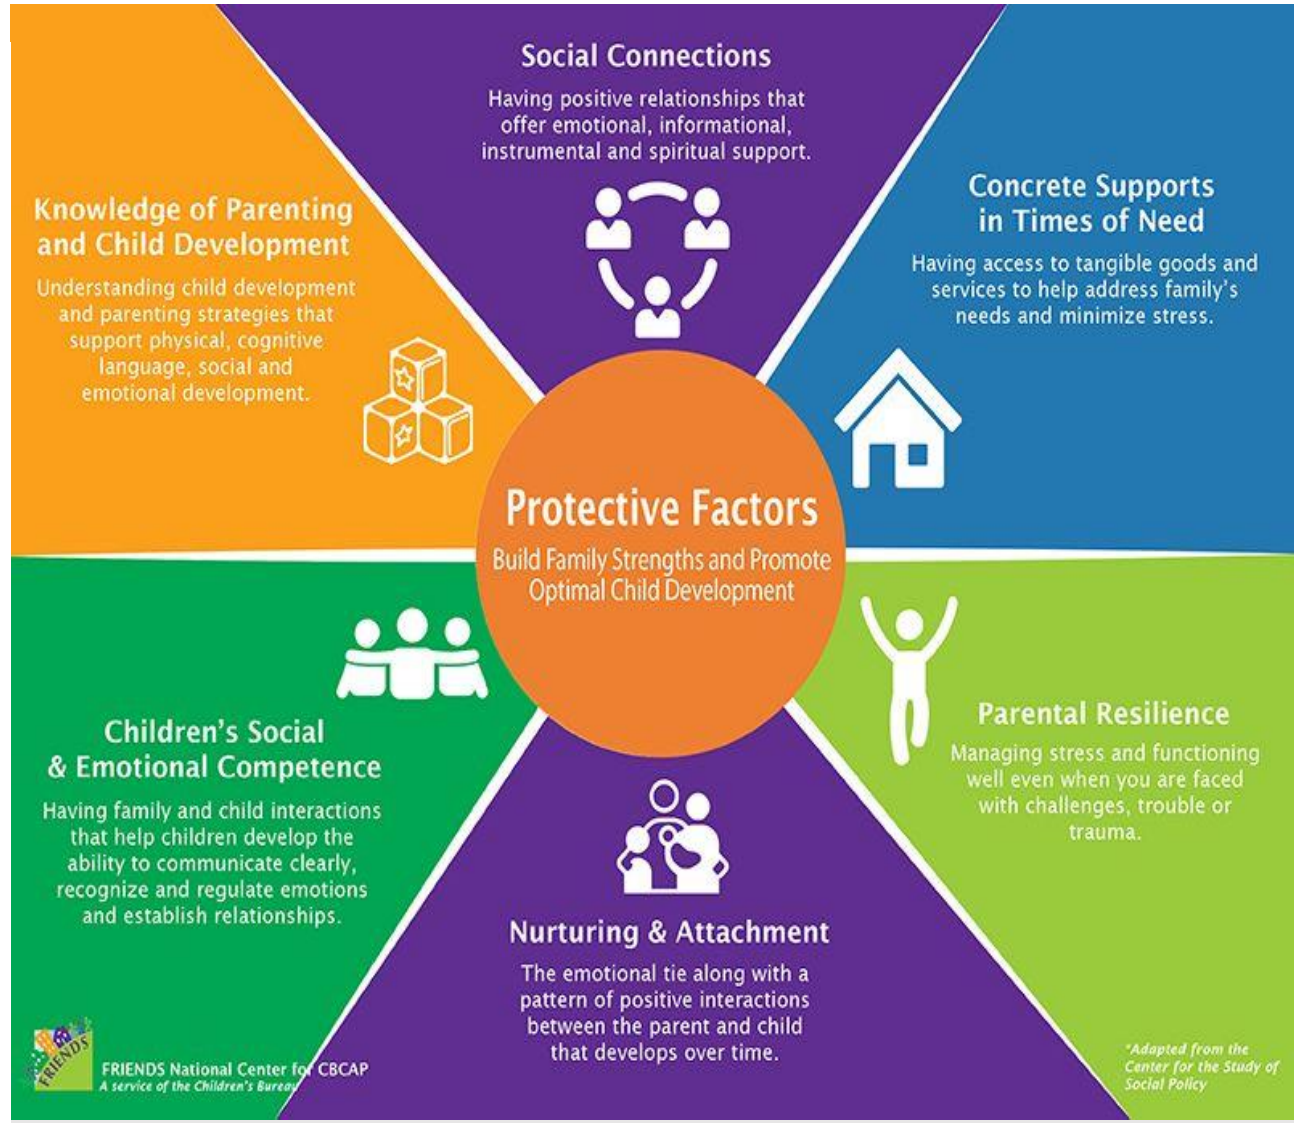 Social Connections
Having positive relationships that
offer emotional, informational,
instrumental and spiritual support.
Concrete Supports
in Times of Need
Having access to tangible goods and
services to help address family's
needs and minimize stress.
Knowledge of Parenting
and Child Development
Understanding child development
and parenting strategies that
support physical, cognitive
language, social and
emotional development.
Protective Factors
Build Family Strengths and Promote
Optimal Child Development
Children's Social
& Emotional Competence
Having family and child interactions
that help children develop the
ability to communicate clearly,
recognize and regulate emotions
and establish relationships.
Parental Resilience
Managing stress and functioning
well even when you are faced
with challenges, trouble or
trauma.
Nurturing & Attachment
The emotional tie along with a
pattern of positive interactions
between the parent and child
that develops over time.
FRIENDS
FRIENDS National Center for CBCAP
A service of the Children's Bureau
*Adapted from the
Center for the Study of
Social Policy